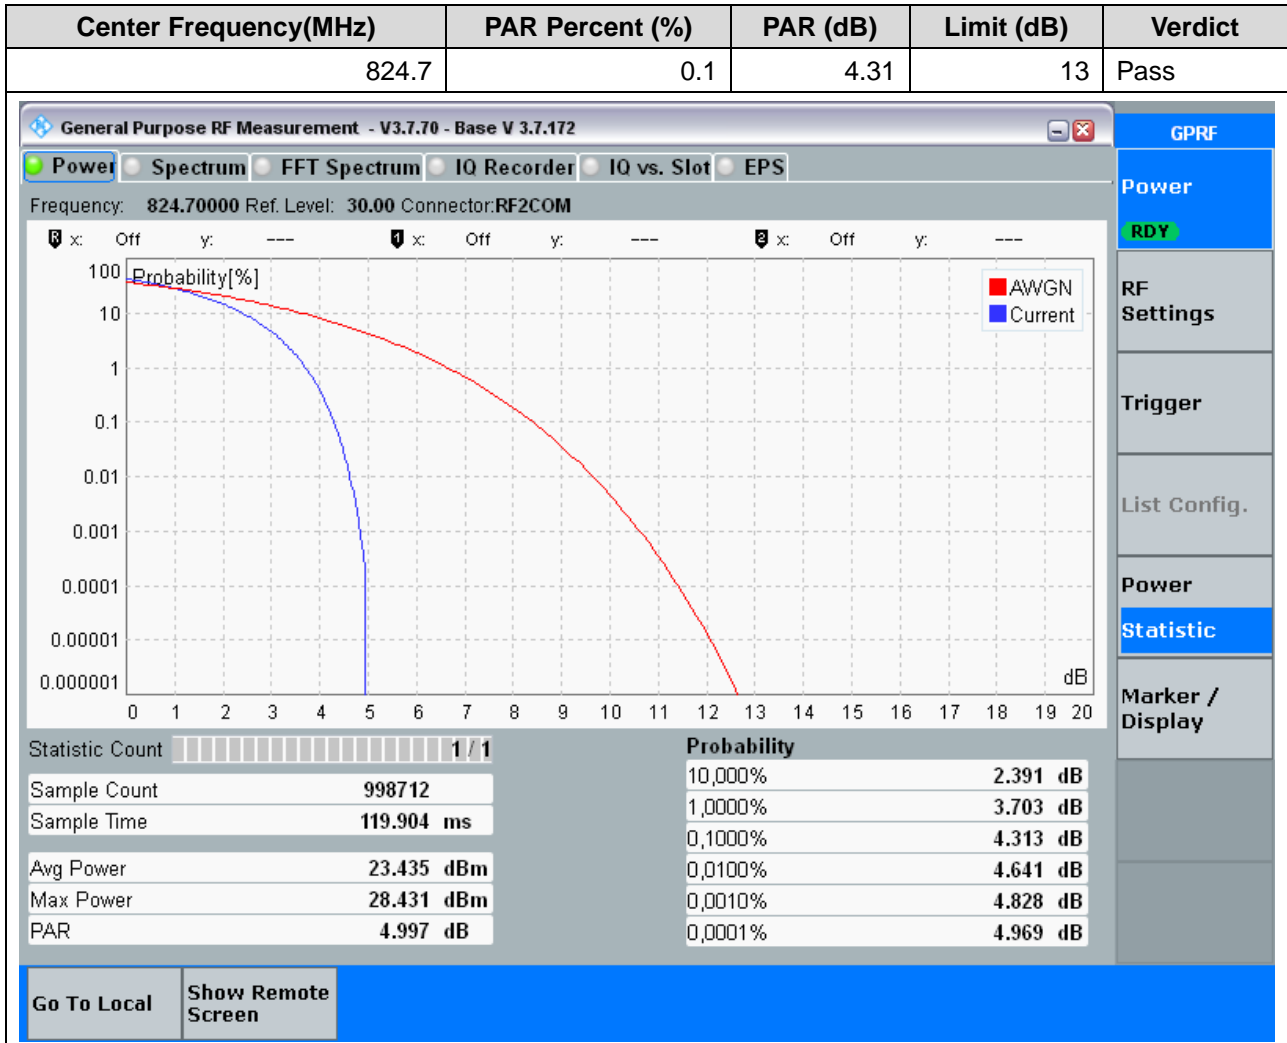 Center Frequency(MHz) PAR Percent (%) PAR (dB) Limit (dB) Verdict
824.7 0.1 4.31 13 Pass
General Purpose RF Measurement - V3.7.70 - Base V 3.7.172
GPRF
Power Spectrum FFT Spectrum IQ Recorder IQ vs. Slot EPS
Frequency: 824.70000 Ref. Level: 30.00 Connector:RF2COM
R x: Off y: --- 1 x: Off y: --- 2 x: Off y: ---
Probability[%]
AWGN
Current
100
10
1
0.1
0.01
0.001
0.0001
0.00001
0.000001
dB
0 1 2 3 4 5 6 7 8 9 10 11 12 13 14 15 16 17 18 19 20
Statistic Count 1 / 1
Sample Count 998712
Sample Time 119.904 ms
Avg Power 23.435 dBm
Max Power 28.431 dBm
PAR 4.997 dB
Probability
10,000% 2.391 dB
1,0000% 3.703 dB
0,1000% 4.313 dB
0,0100% 4.641 dB
0,0010% 4.828 dB
0,0001% 4.969 dB
Power
RDY
RF
Settings
Trigger
List Config.
Power
Statistic
Marker /
Display
Go To Local
Show Remote
Screen